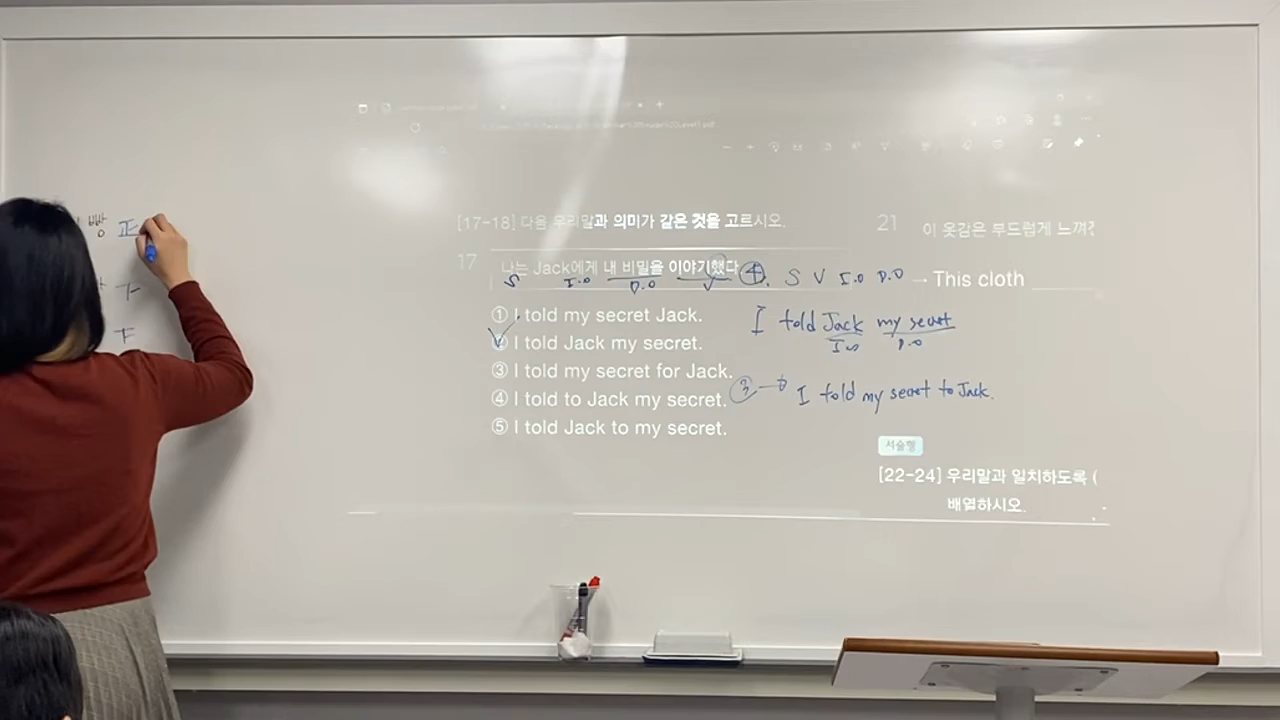 빵 正
[17-18] 다음 우리말과 의미가 같은 것을 고르시오.
17 나는 Jack에게 내 비밀을 이야기했다.
S I.O D.O V ④. S V I.O D.O
① I told my secret Jack.
② I told Jack my secret.
③ I told my secret for Jack.
④ I told to Jack my secret.
⑤ I told Jack to my secret.
I told Jack my secret
I.O D.O
③ → I told my secret to Jack.
21 이 옷감은 부드럽게 느껴
→ This cloth
서술형
[22-24] 우리말과 일치하도록 (
배열하시오.